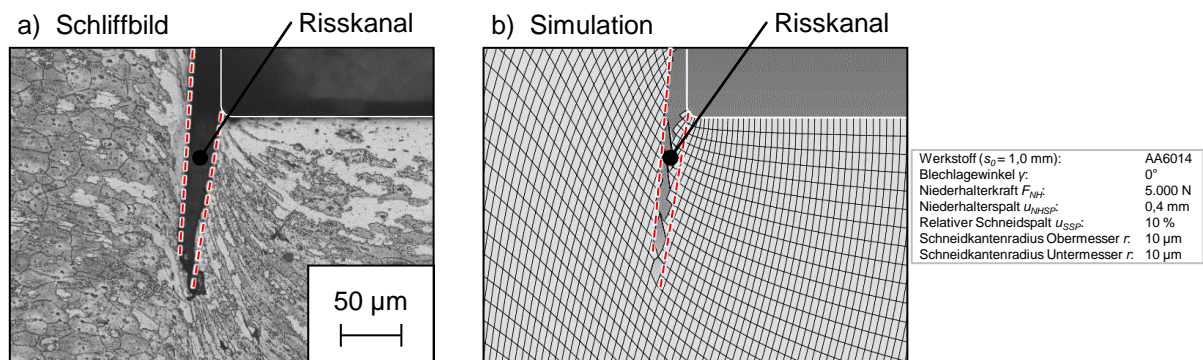 a) Schliffbild
Risskanal
50 µm
b) Simulation
Risskanal
Werkstoff (s0 = 1,0 mm): AA6014
Blechlagewinkel γ: 0°
Niederhalterkraft FNH: 5.000 N
Niederhalterspalt uNHSP: 0,4 mm
Relativer Schneidspalt uSSP: 10 %
Schneidkantenradius Obermesser r: 10 µm
Schneidkantenradius Untermesser r: 10 µm